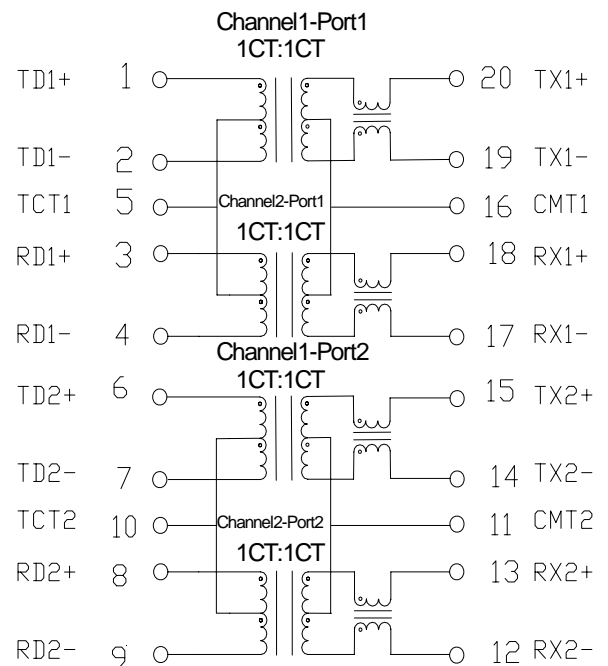 Channel1-Port1
1CT:1CT
TD1+ 1 20 TX1+
TD1- 2 19 TX1-
TCT1 5 Channel2-Port1 16 CMT1
1CT:1CT
RD1+ 3 18 RX1+
RD1- 4 17 RX1-
Channel1-Port2
1CT:1CT
TD2+ 6 15 TX2+
TD2- 7 14 TX2-
TCT2 10 Channel2-Port2 11 CMT2
1CT:1CT
RD2+ 8 13 RX2+
RD2- 9 12 RX2-